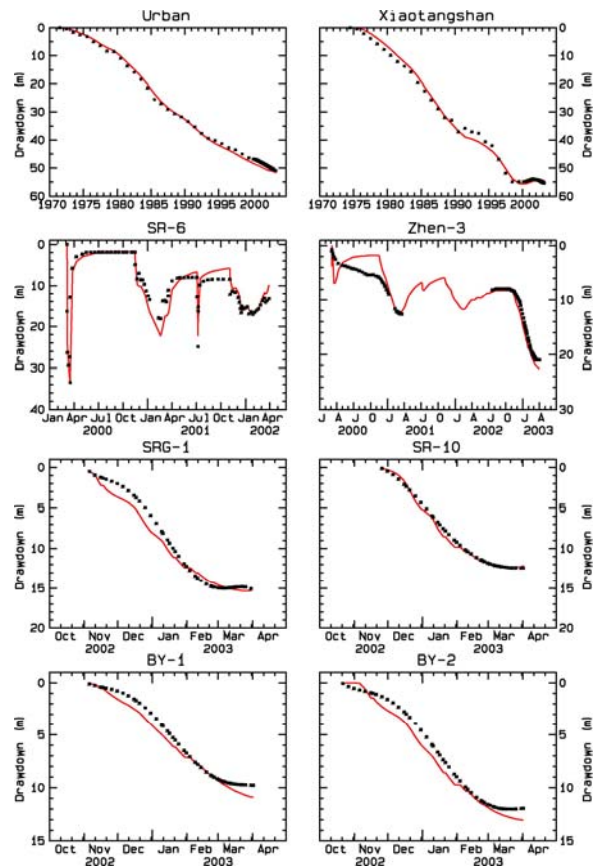 Urban
Xiaotangshan
Drawdown (m)
0
10
20
30
40
50
60
1970 1975 1980 1985 1990 1995 2000
Drawdown (m)
0
10
20
30
40
50
60
1970 1975 1980 1985 1990 1995 2000
SR-6
Zhen-3
Drawdown (m)
0
10
20
30
40
Jan Apr Jul Oct Jan Apr Jul Oct Jan Apr
2000 2001 2002
Drawdown (m)
0
10
20
30
J A J O J A J O J A J O J A
2000 2001 2002 2003
SRG-1
SR-10
Drawdown (m)
0
5
10
15
20
Oct Nov Dec Jan Feb Mar Apr
2002 2003
Drawdown (m)
0
5
10
15
20
Oct Nov Dec Jan Feb Mar Apr
2002 2003
BY-1
BY-2
Drawdown (m)
0
5
10
15
Oct Nov Dec Jan Feb Mar Apr
2002 2003
Drawdown (m)
0
5
10
15
Oct Nov Dec Jan Feb Mar Apr
2002 2003